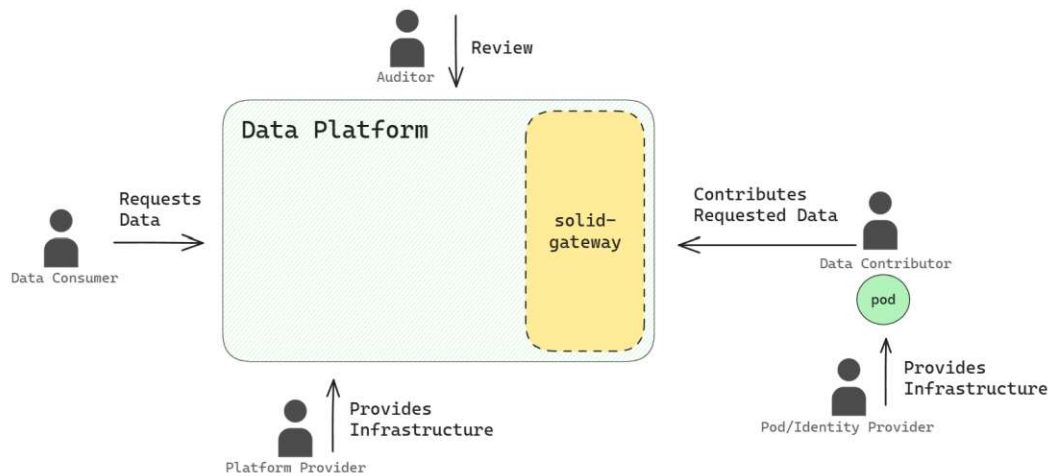 Review
Auditor
Data Platform
Requests
Data
Data Consumer
solid-
gateway
Contributes
Requested Data
Data Contributor
pod
Provides
Infrastructure
Platform Provider
Provides
Infrastructure
Pod/Identity Provider